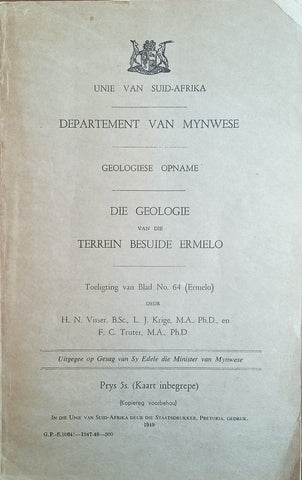 UNIE VAN SUID-AFRIKA
DEPARTEMENT VAN MYNWESE
GEOLOGIESE OPNAME
DIE GEOLOGIE
VAN DIE
TERREIN BESUIDE ERMELO
Toeligting van Blad No. 64 (Ermelo)
DEUR
H. N. Visser, B.Sc., L. J. Krige, M.A., Ph.D., en
F. C. Truter, M.A., Ph.D
Uitgegee op Gesag van Sy Edele die Minister van Mynwese
Prys 5s. (Kaart inbegrepe)
(Kopiereg voorbehou)
IN DIE UNIE VAN SUID-AFRIKA DEUR DIE STAATSDRUKKER, PRETORIA, GEDRUK.
1949